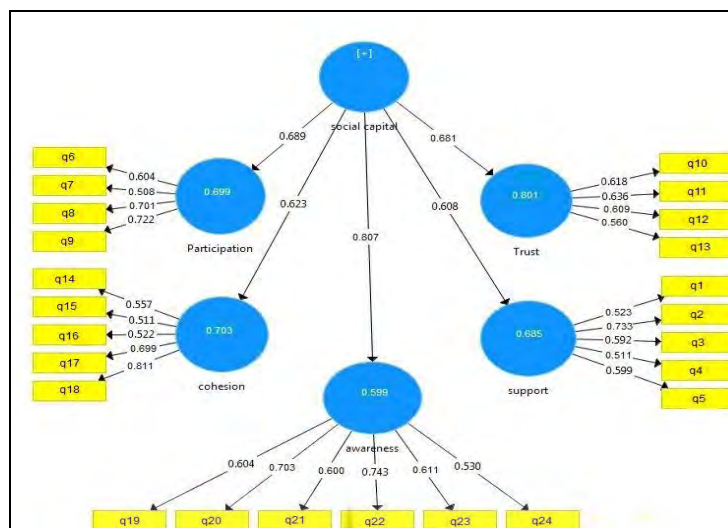 [+]
social capital
0.689
0.681
0.623
0.608
0.807
q6
q7
q8
q9
0.604
0.508
0.701
0.722
0.699
Participation
q10
q11
q12
q13
0.618
0.636
0.609
0.560
0.801
Trust
q14
q15
q16
q17
q18
0.557
0.511
0.522
0.699
0.811
0.703
cohesion
q1
q2
q3
q4
q5
0.523
0.733
0.592
0.511
0.599
0.685
support
0.599
awareness
0.604
0.703
0.600
0.743
0.611
0.530
q19
q20
q21
q22
q23
q24